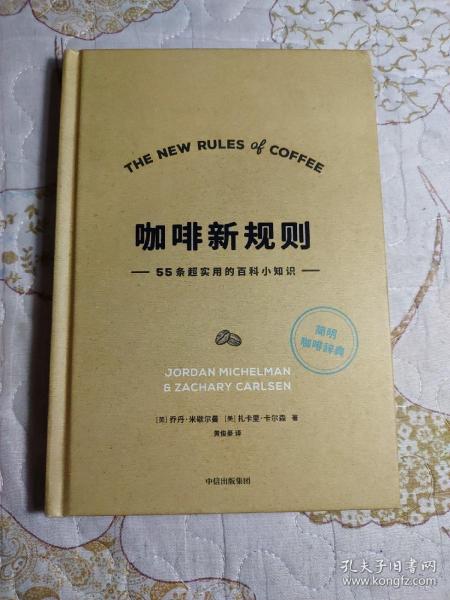 THE NEW RULES of COFFEE
咖啡新规则
55条超实用的百科小知识
简明
咖啡辞典
JORDAN MICHELMAN
& ZACHARY CARLSEN
[美] 乔丹·米歇尔曼 [美] 扎卡里·卡尔森 著
黄俊豪 译
中信出版集团
孔夫子旧书网
www.kongfz.com